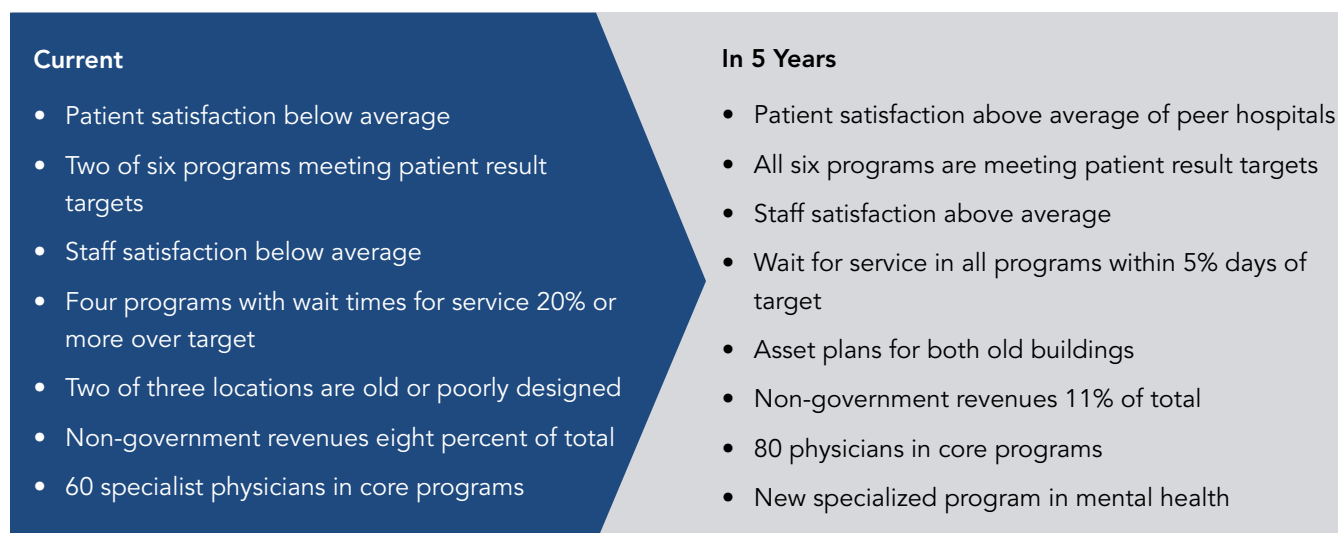 Current
• Patient satisfaction below average
• Two of six programs meeting patient result
targets
• Staff satisfaction below average
• Four programs with wait times for service 20% or
more over target
• Two of three locations are old or poorly designed
• Non-government revenues eight percent of total
• 60 specialist physicians in core programs
In 5 Years
• Patient satisfaction above average of peer hospitals
• All six programs are meeting patient result targets
• Staff satisfaction above average
• Wait for service in all programs within 5% days of
target
• Asset plans for both old buildings
• Non-government revenues 11% of total
• 80 physicians in core programs
• New specialized program in mental health